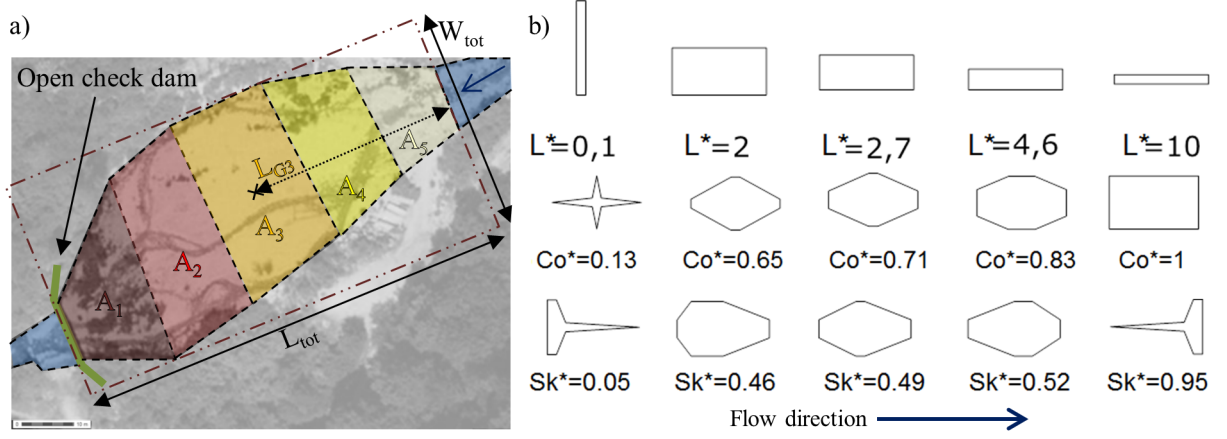 a)
W_tot
Open check dam
A_5
L_G3
A_4
A_3
A_2
A_1
L_tot
0 10 m
b)
L*=0,1 L*=2 L*=2,7 L*=4,6 L*=10
Co*=0.13 Co*=0.65 Co*=0.71 Co*=0.83 Co*=1
Sk*=0.05 Sk*=0.46 Sk*=0.49 Sk*=0.52 Sk*=0.95
Flow direction